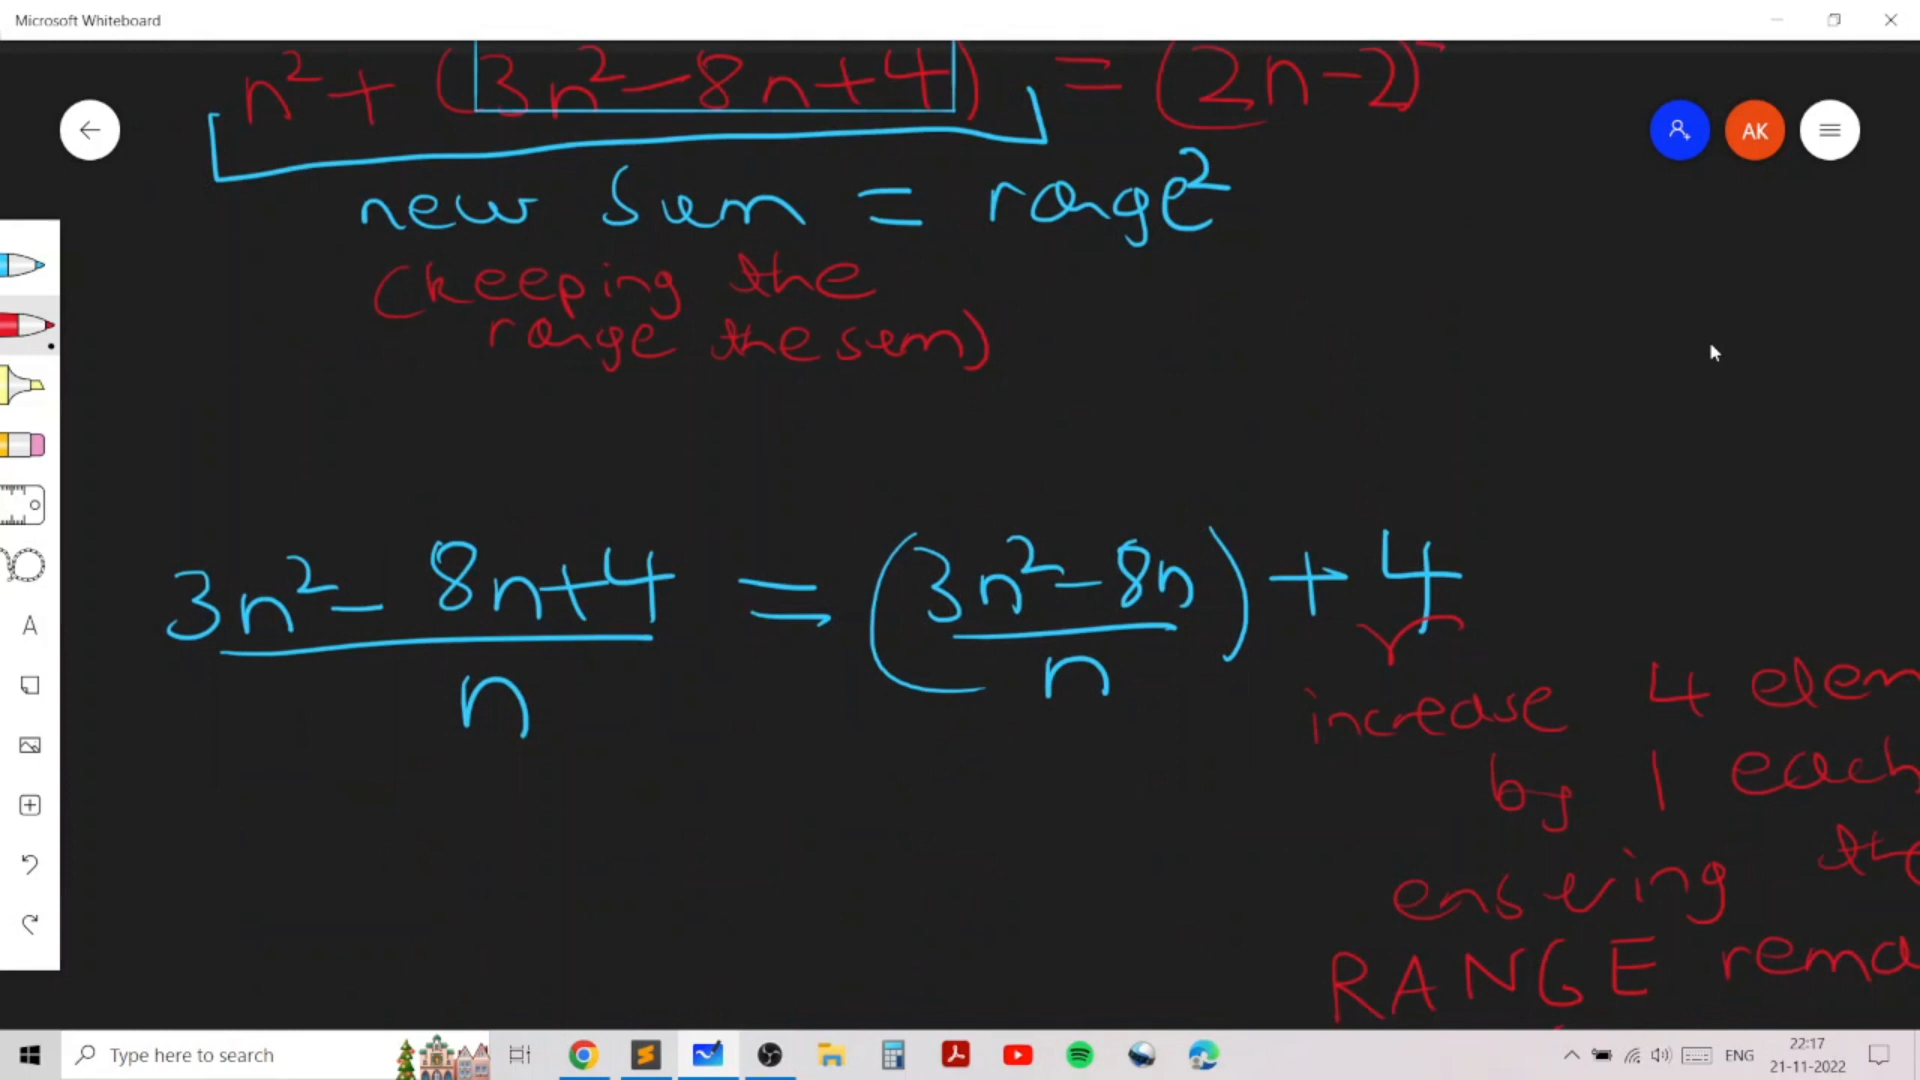 Microsoft Whiteboard
n² + (3n² - 8n + 4) = (2n - 2)²
AK
new sum = range²
(keeping the
range the sum)
(3n² - 8n + 4) / n = (3n² - 8n / n) + 4
increase 4 elem
by 1 each
ensering the
RANGE rema
A
Type here to search
ENG
22:17
21-11-2022